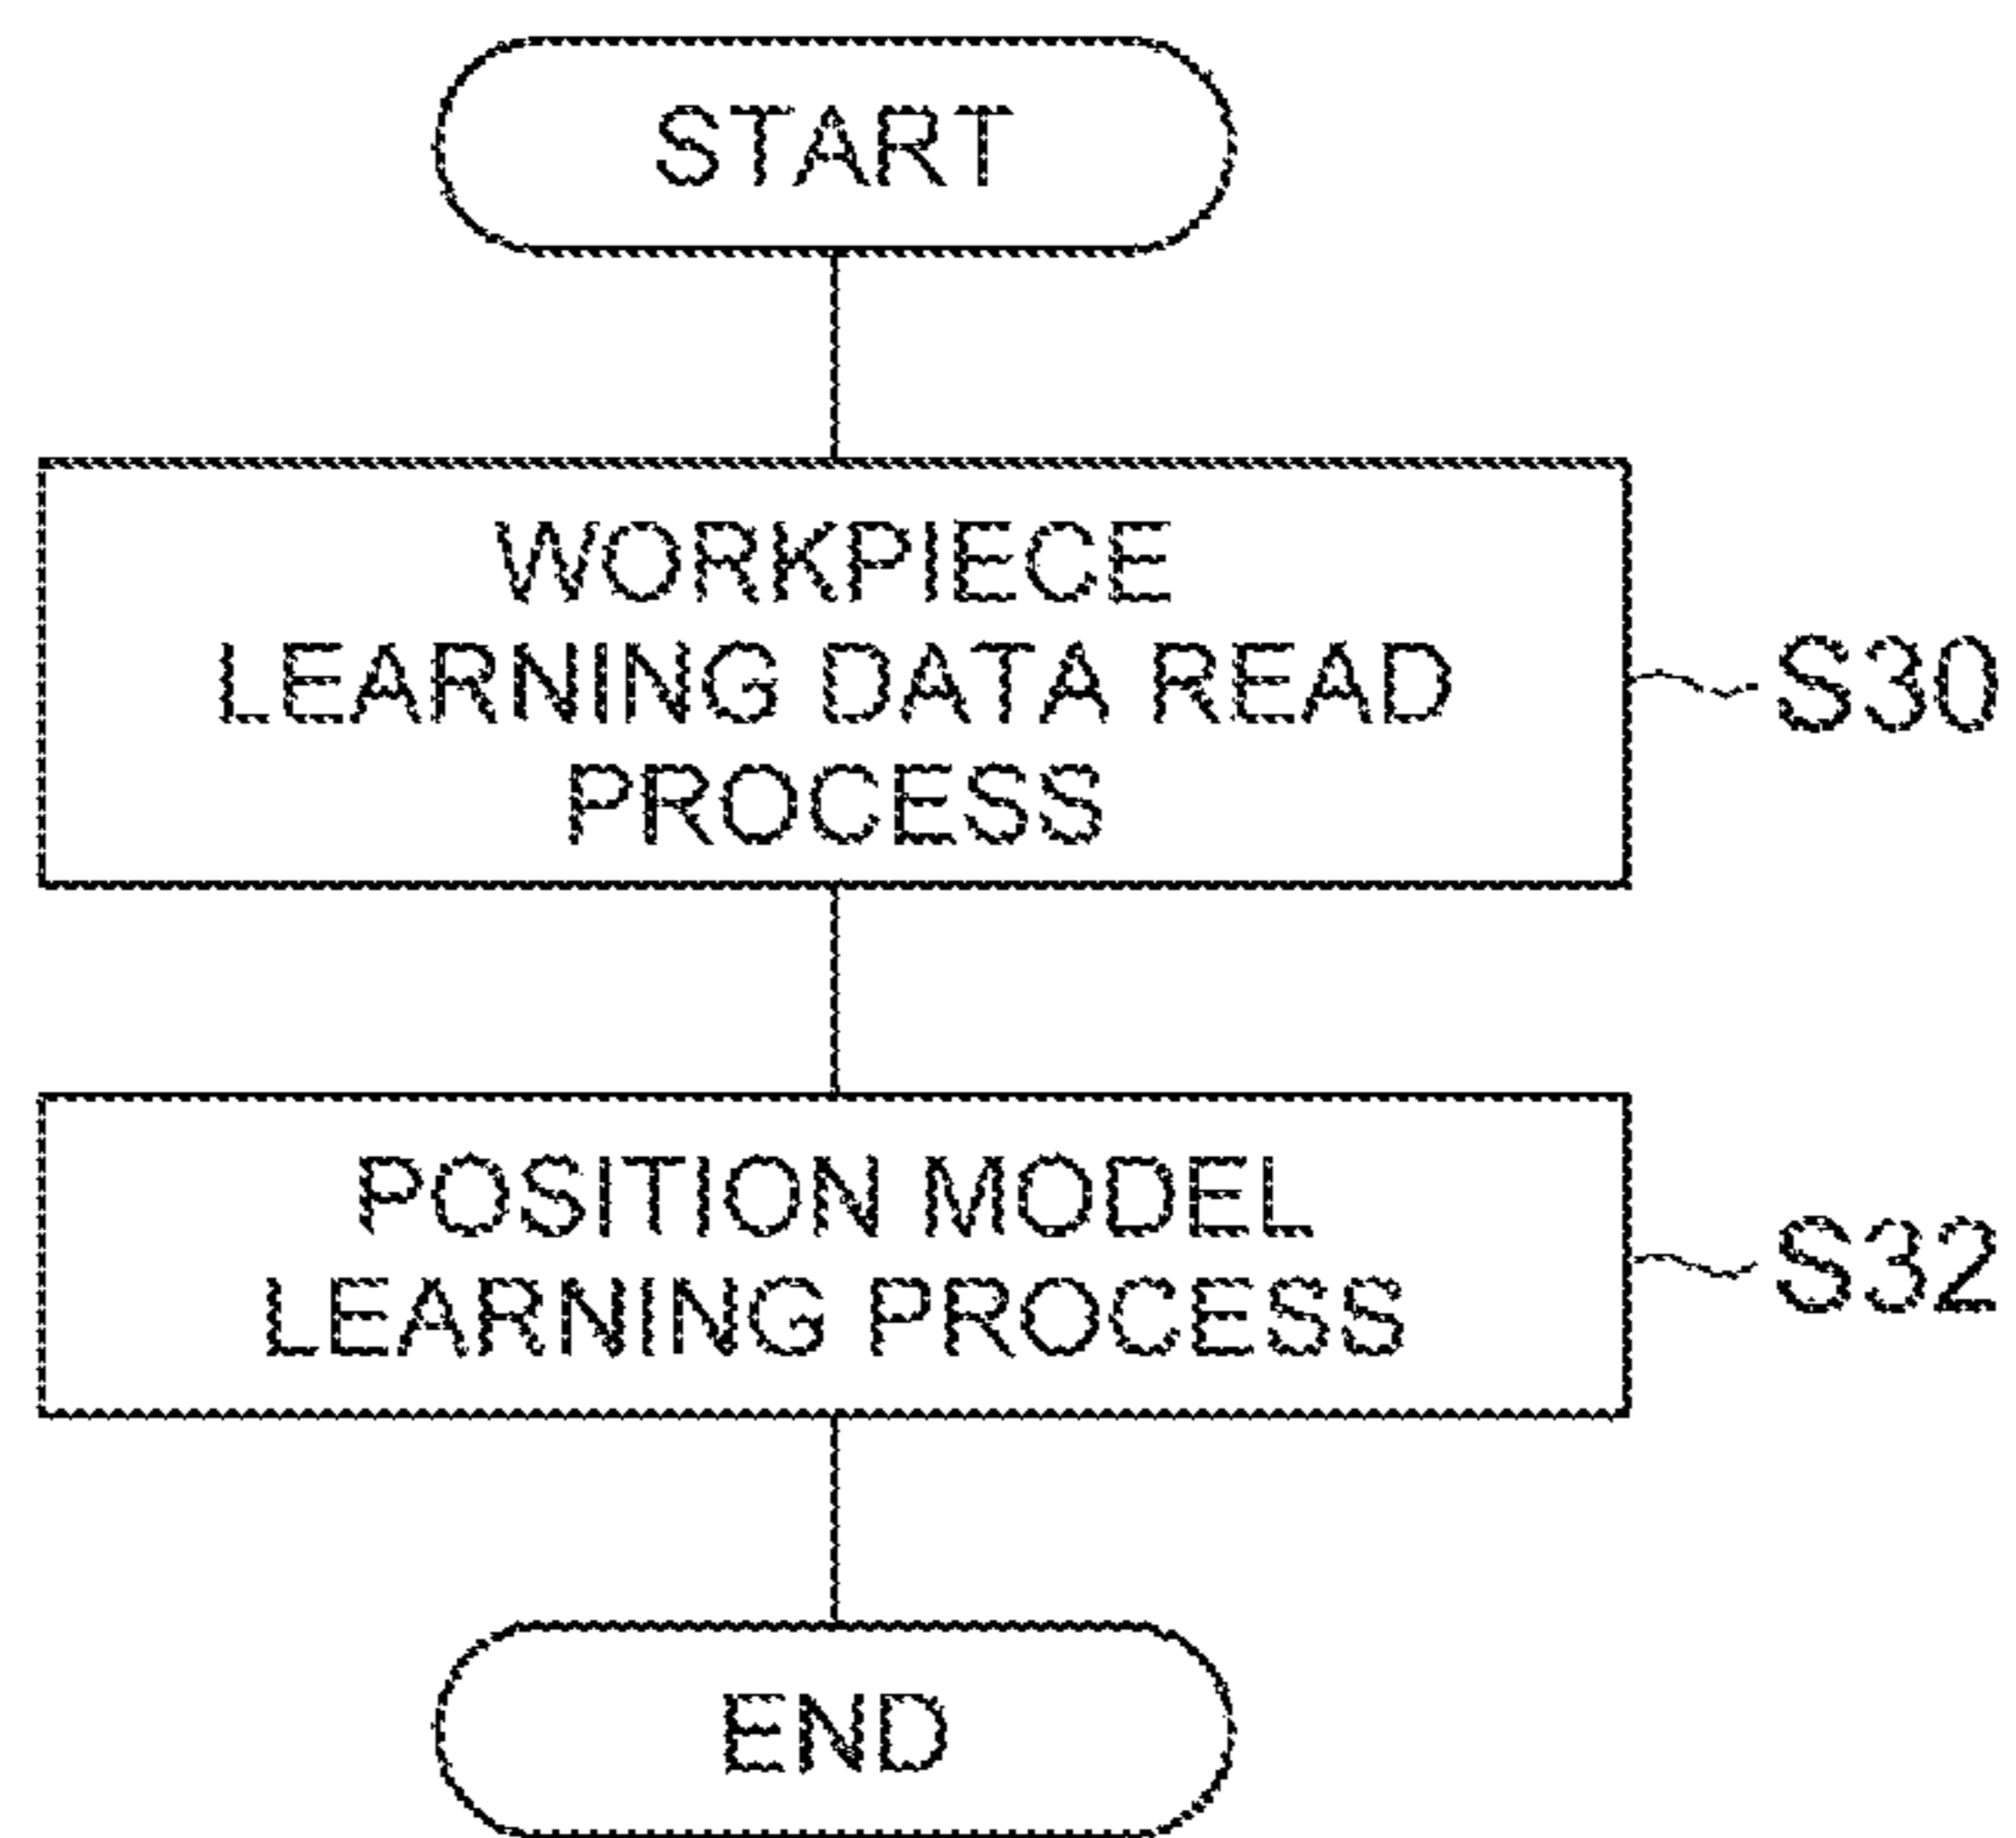 START
WORKPIECE
LEARNING DATA READ
PROCESS
S30
POSITION MODEL
LEARNING PROCESS
S32
END